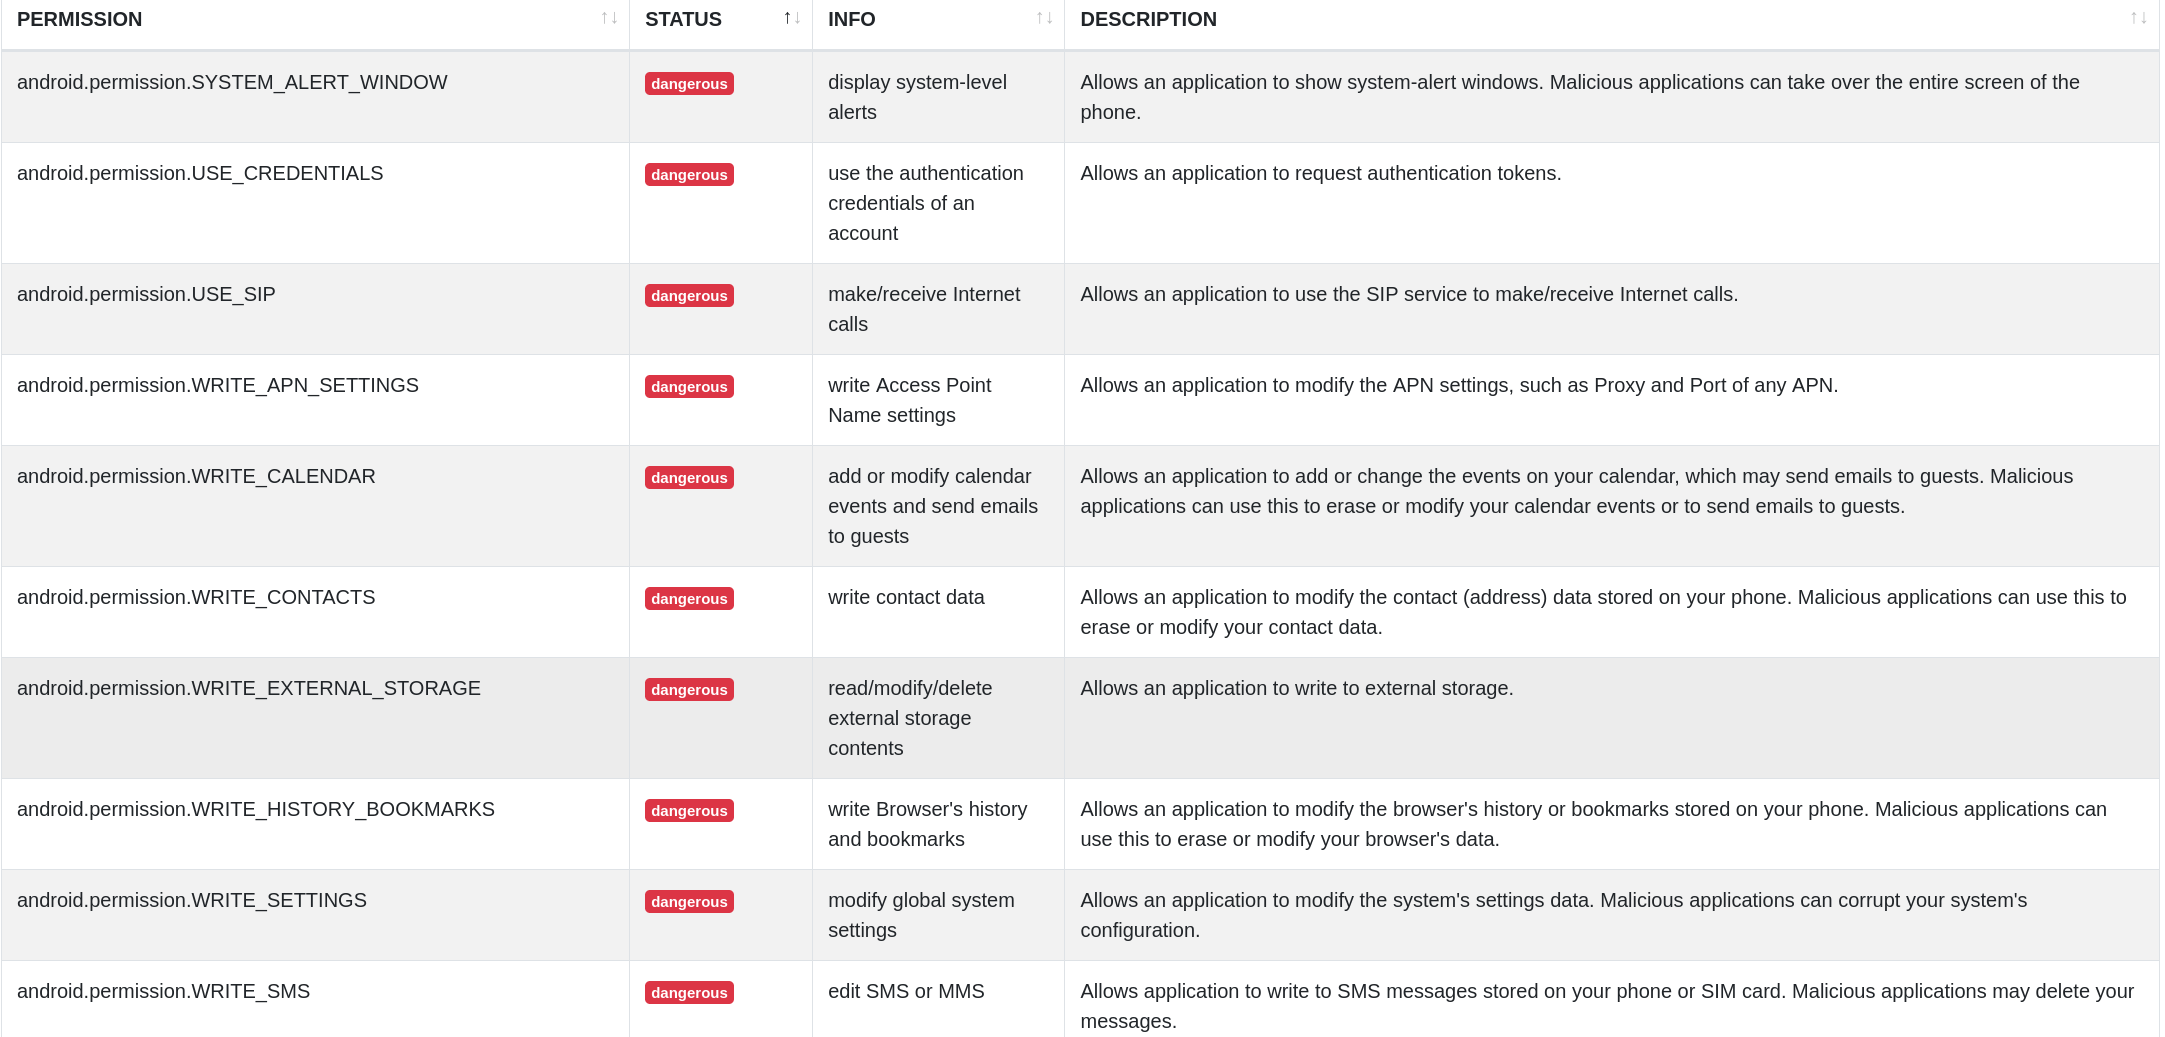 PERMISSION ↑↓ STATUS ↑↓ INFO ↑↓ DESCRIPTION ↑↓
android.permission.SYSTEM_ALERT_WINDOW dangerous display system-level Allows an application to show system-alert windows. Malicious applications can take over the entire screen of the
alerts phone.
android.permission.USE_CREDENTIALS dangerous use the authentication Allows an application to request authentication tokens.
credentials of an
account
android.permission.USE_SIP dangerous make/receive Internet Allows an application to use the SIP service to make/receive Internet calls.
calls
android.permission.WRITE_APN_SETTINGS dangerous write Access Point Allows an application to modify the APN settings, such as Proxy and Port of any APN.
Name settings
android.permission.WRITE_CALENDAR dangerous add or modify calendar Allows an application to add or change the events on your calendar, which may send emails to guests. Malicious
events and send emails applications can use this to erase or modify your calendar events or to send emails to guests.
to guests
android.permission.WRITE_CONTACTS dangerous write contact data Allows an application to modify the contact (address) data stored on your phone. Malicious applications can use this to
erase or modify your contact data.
android.permission.WRITE_EXTERNAL_STORAGE dangerous read/modify/delete Allows an application to write to external storage.
external storage
contents
android.permission.WRITE_HISTORY_BOOKMARKS dangerous write Browser's history Allows an application to modify the browser's history or bookmarks stored on your phone. Malicious applications can
and bookmarks use this to erase or modify your browser's data.
android.permission.WRITE_SETTINGS dangerous modify global system Allows an application to modify the system's settings data. Malicious applications can corrupt your system's
settings configuration.
android.permission.WRITE_SMS dangerous edit SMS or MMS Allows application to write to SMS messages stored on your phone or SIM card. Malicious applications may delete your
messages.